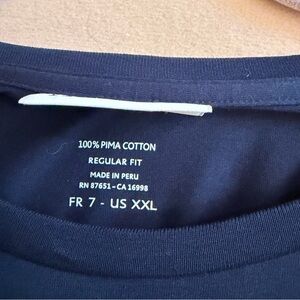 100% PIMA COTTON
REGULAR FIT
MADE IN PERU
RN 87651 - CA 16998
FR 7 - US XXL